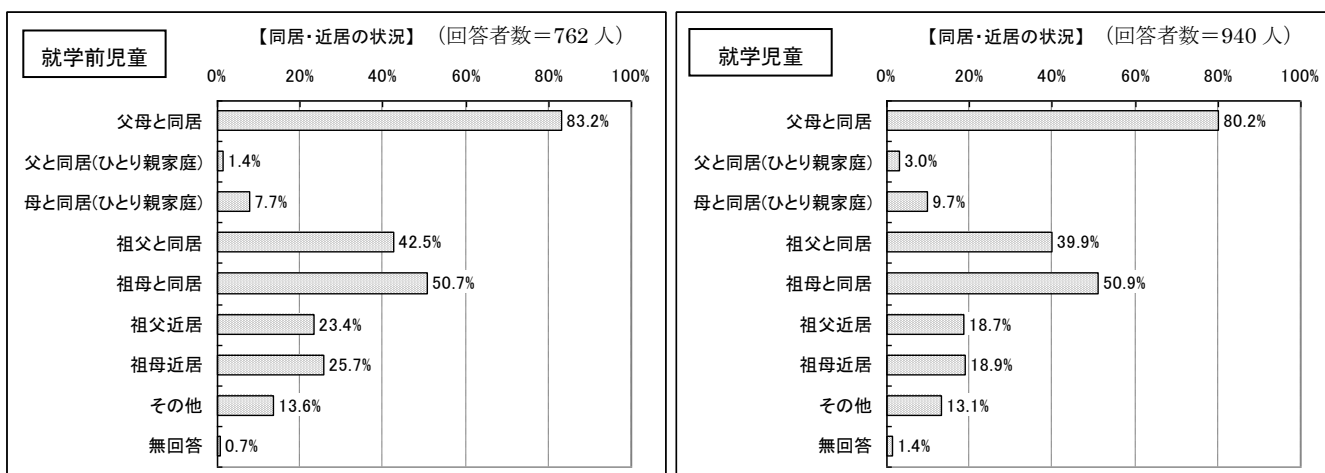 就学前児童
【同居・近居の状況】 (回答者数＝762 人)
0% 20% 40% 60% 80% 100%
父母と同居 83.2%
父と同居(ひとり親家庭) 1.4%
母と同居(ひとり親家庭) 7.7%
祖父と同居 42.5%
祖母と同居 50.7%
祖父近居 23.4%
祖母近居 25.7%
その他 13.6%
無回答 0.7%
就学児童
【同居・近居の状況】 (回答者数＝940 人)
0% 20% 40% 60% 80% 100%
父母と同居 80.2%
父と同居(ひとり親家庭) 3.0%
母と同居(ひとり親家庭) 9.7%
祖父と同居 39.9%
祖母と同居 50.9%
祖父近居 18.7%
祖母近居 18.9%
その他 13.1%
無回答 1.4%